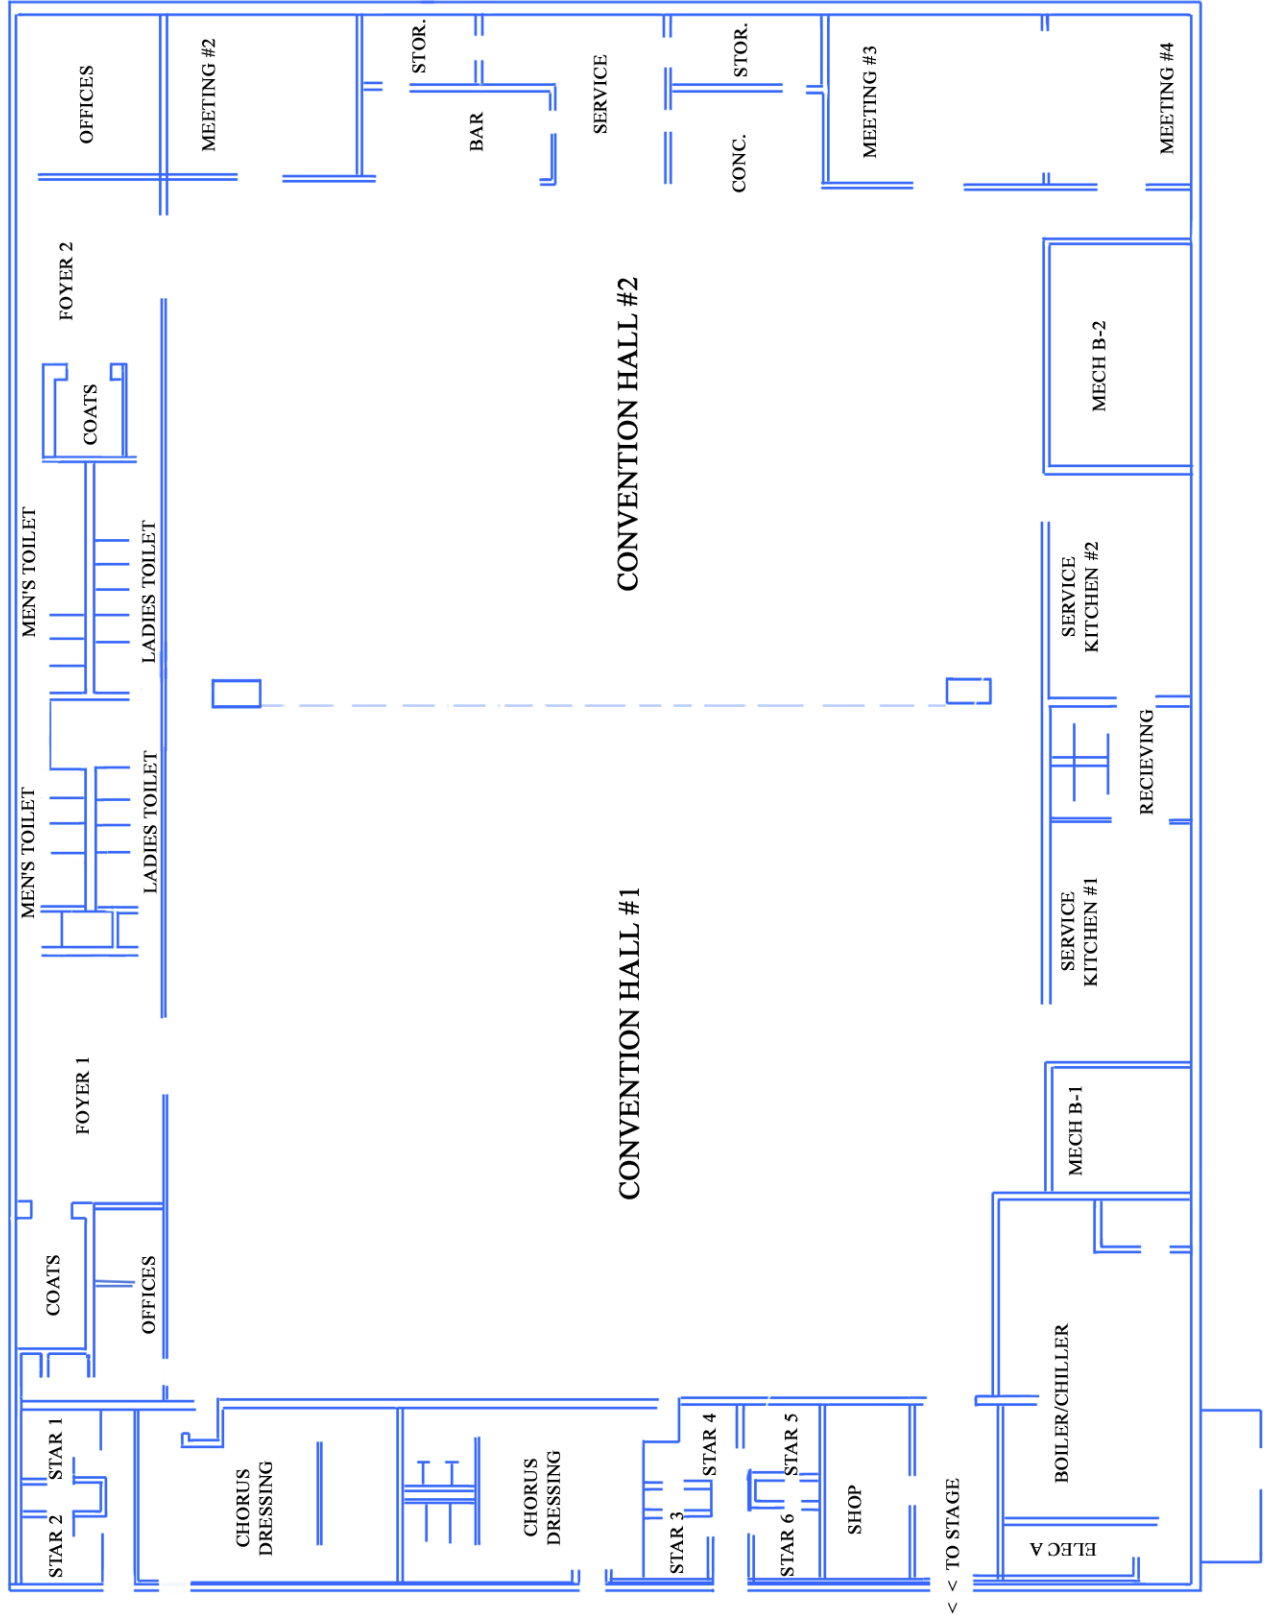 OFFICES
MEETING #2
STOR.
BAR
SERVICE
STOR.
CONC.
MEETING #3
MEETING #4
FOYER 2
COATS
CONVENTION HALL #2
MECH B-2
MEN'S TOILET
LADIES TOILET
SERVICE
KITCHEN #2
RECIEVING
MEN'S TOILET
LADIES TOILET
CONVENTION HALL #1
SERVICE
KITCHEN #1
FOYER 1
MECH B-1
COATS
OFFICES
BOILER/CHILLER
STAR 1
STAR 2
CHORUS
DRESSING
CHORUS
DRESSING
STAR 4
STAR 3
STAR 5
STAR 6
SHOP
< < TO STAGE
ELEC A